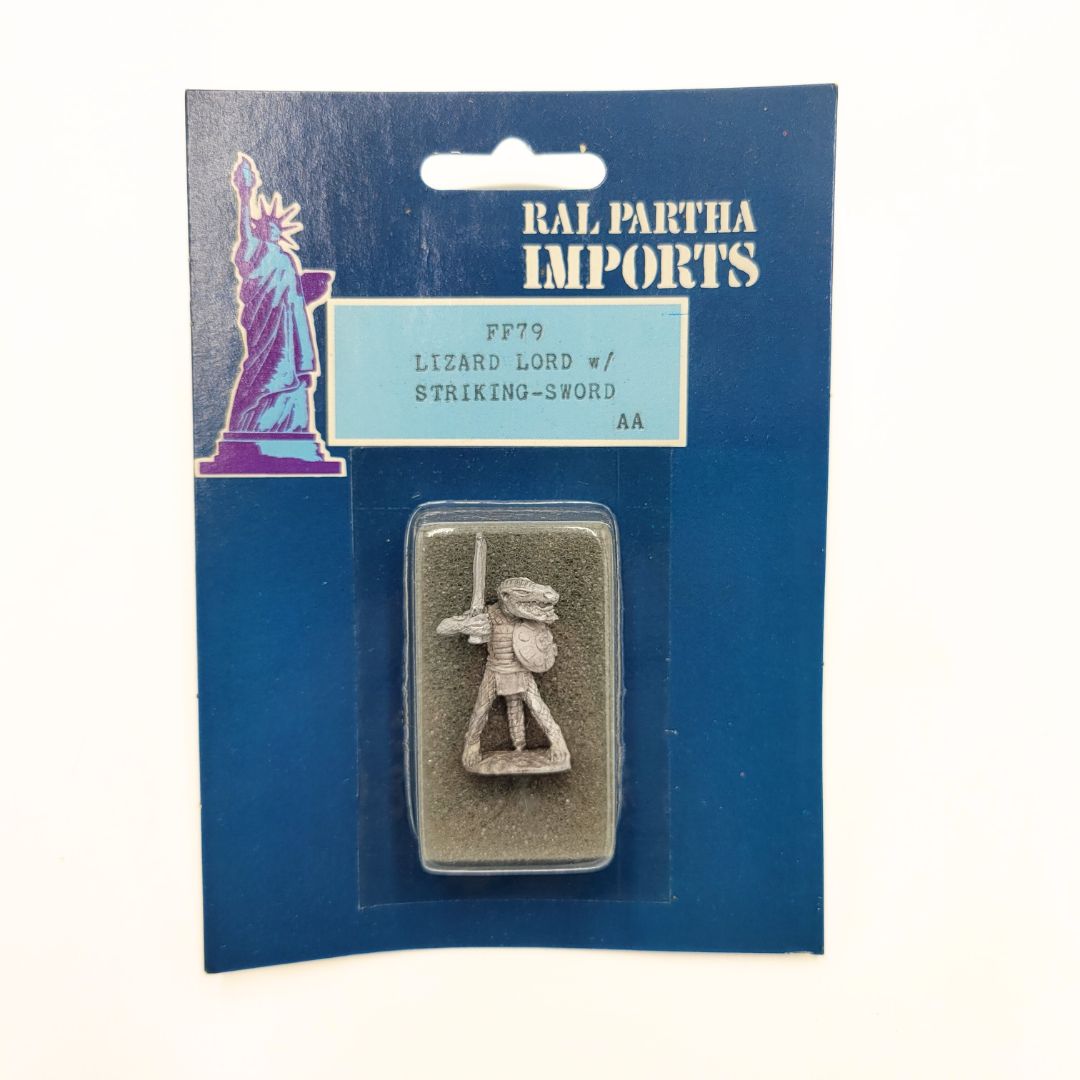 RAL PARTHA
IMPORTS
FF79
LIZARD LORD w/
STRIKING-SWORD
AA